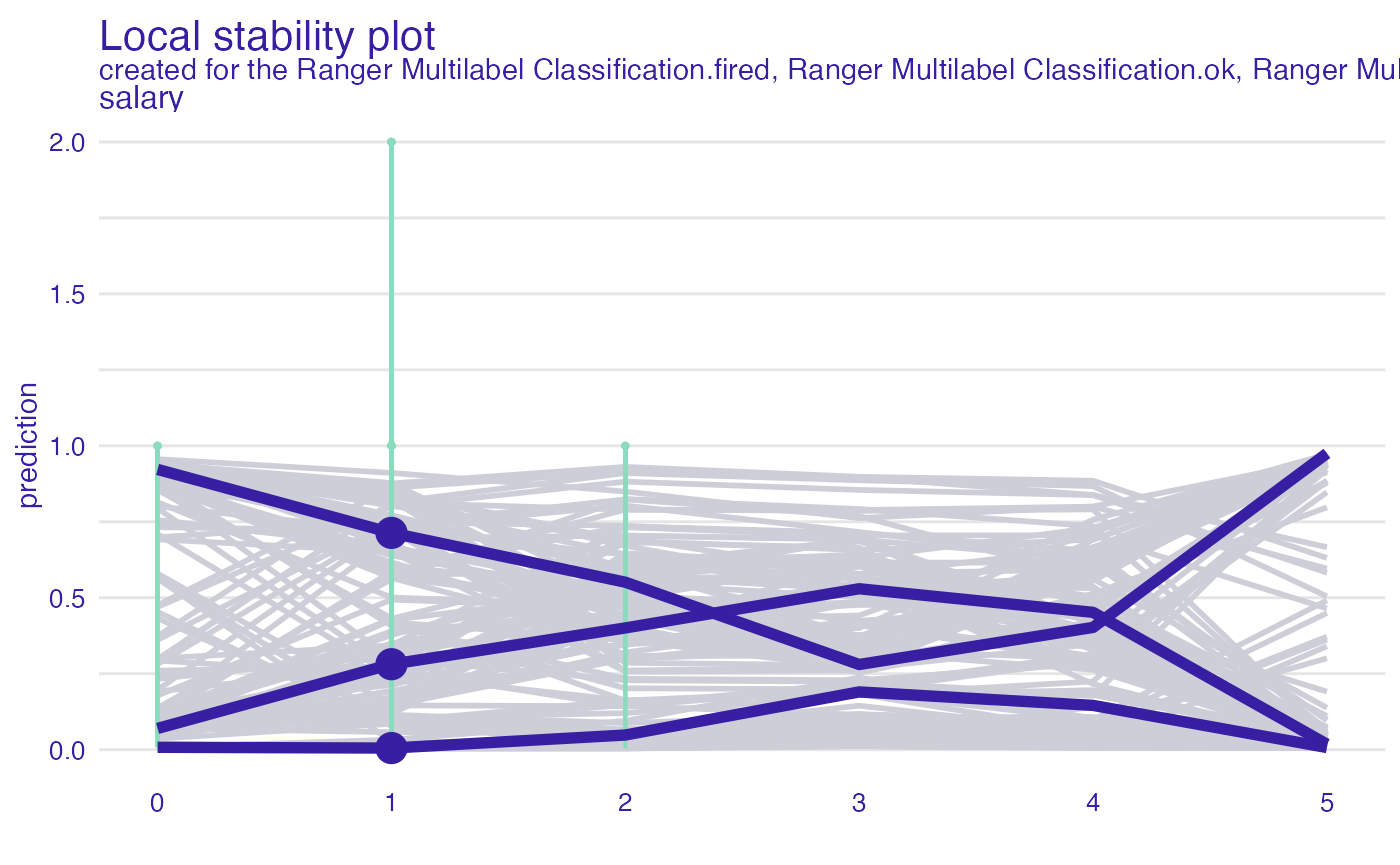 Local stability plot
created for the Ranger Multilabel Classification.fired, Ranger Multilabel Classification.ok, Ranger Mul
salary
2.0
1.5
1.0
0.5
0.0
prediction
0 1 2 3 4 5